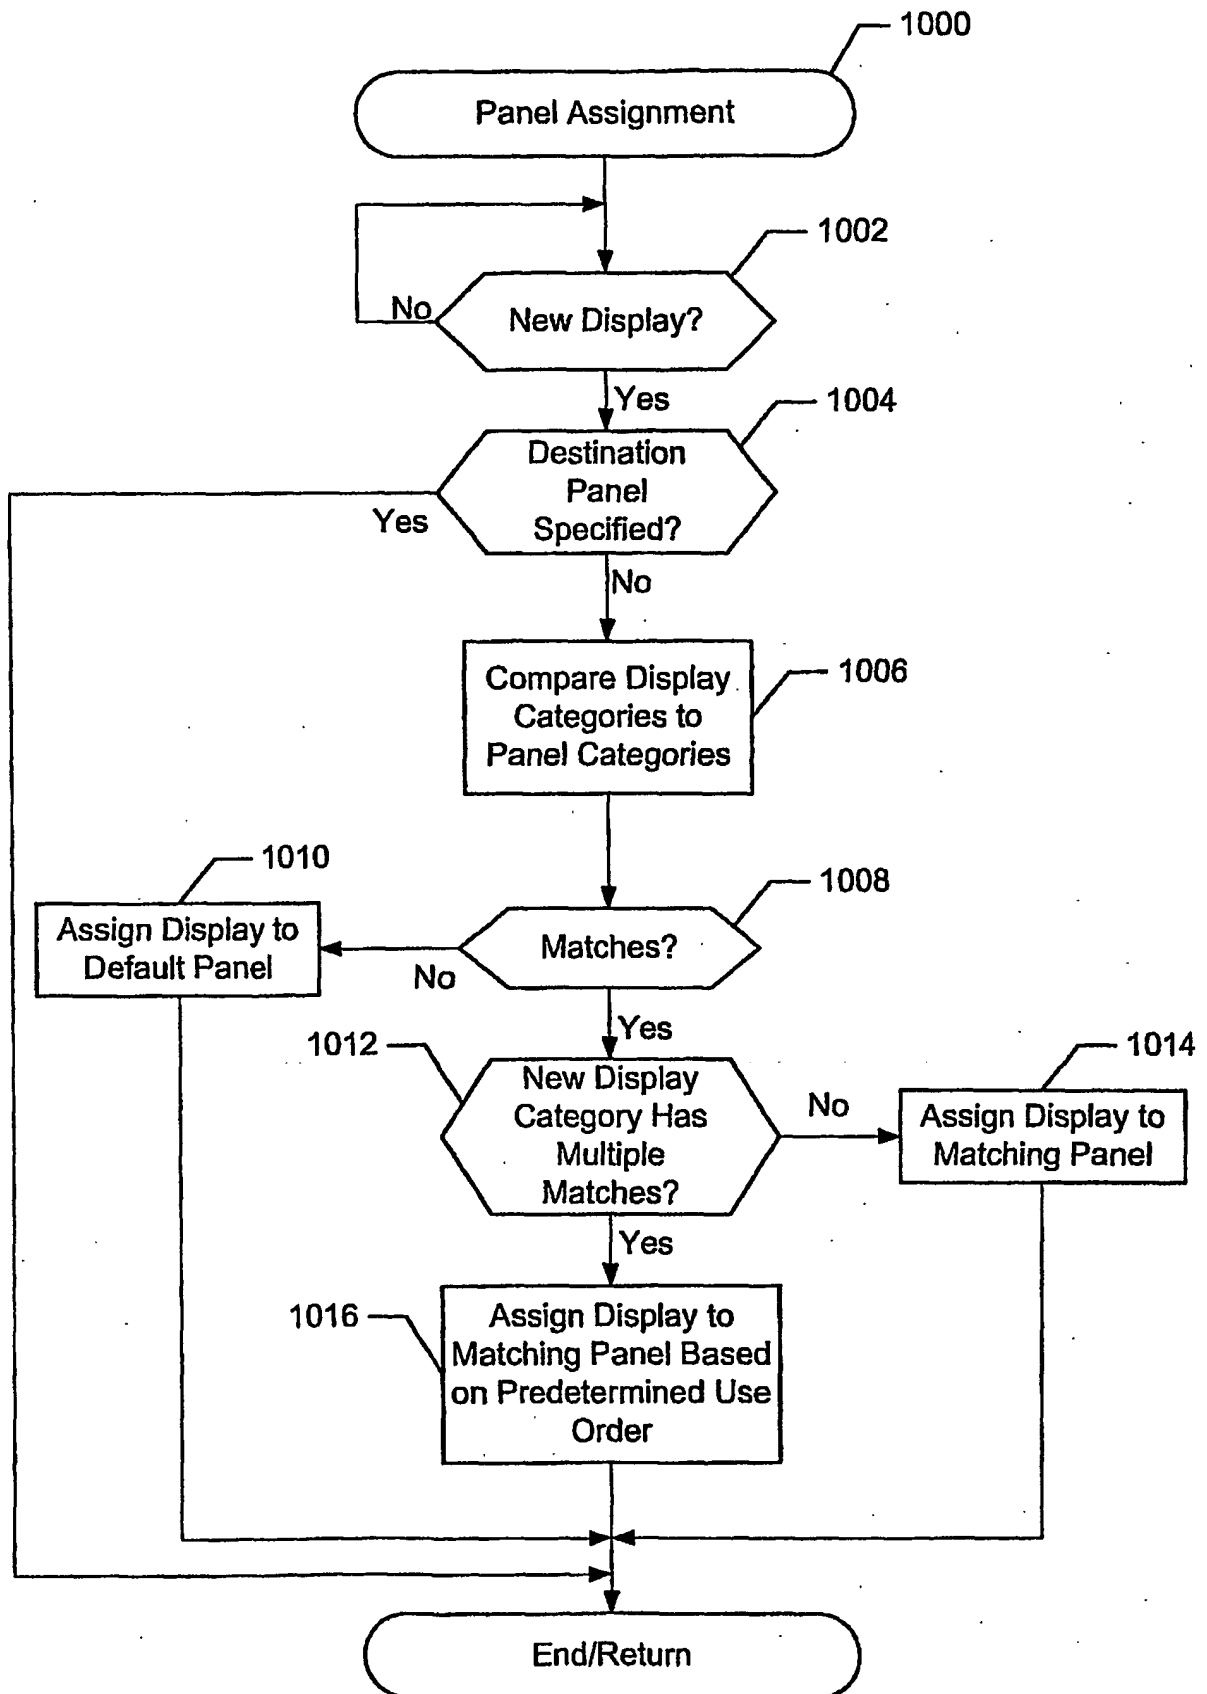 1000
Panel Assignment
1002
New Display?
No
Yes
1004
Destination
Panel
Specified?
Yes
No
1006
Compare Display
Categories to
Panel Categories
1010
Assign Display to
Default Panel
1008
Matches?
No
Yes
1012
New Display
Category Has
Multiple
Matches?
No
1014
Assign Display to
Matching Panel
Yes
1016
Assign Display to
Matching Panel Based
on Predetermined Use
Order
End/Return